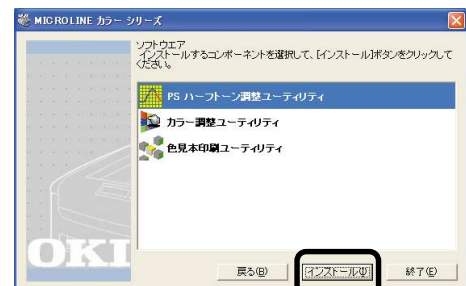 MICROLINE カラー シリーズ
ソフトウエア
インストールするコンポーネントを選択して、[インストール]ボタンをクリックして
ください。
PS ハーフトーン調整ユーティリティ
カラー調整ユーティリティ
色見本印刷ユーティリティ
OKI
戻る(B)
インストール(I)
終了(E)